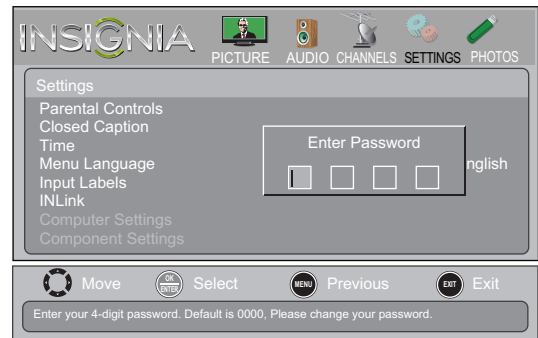 INSIGNIA
PICTURE AUDIO CHANNELS SETTINGS PHOTOS
Settings
Parental Controls
Closed Caption
Time
Menu Language nglish
Input Labels
INLink
Computer Settings
Component Settings
Enter Password
Move OK ENTER Select MENU Previous EXIT Exit
Enter your 4-digit password. Default is 0000, Please change your password.